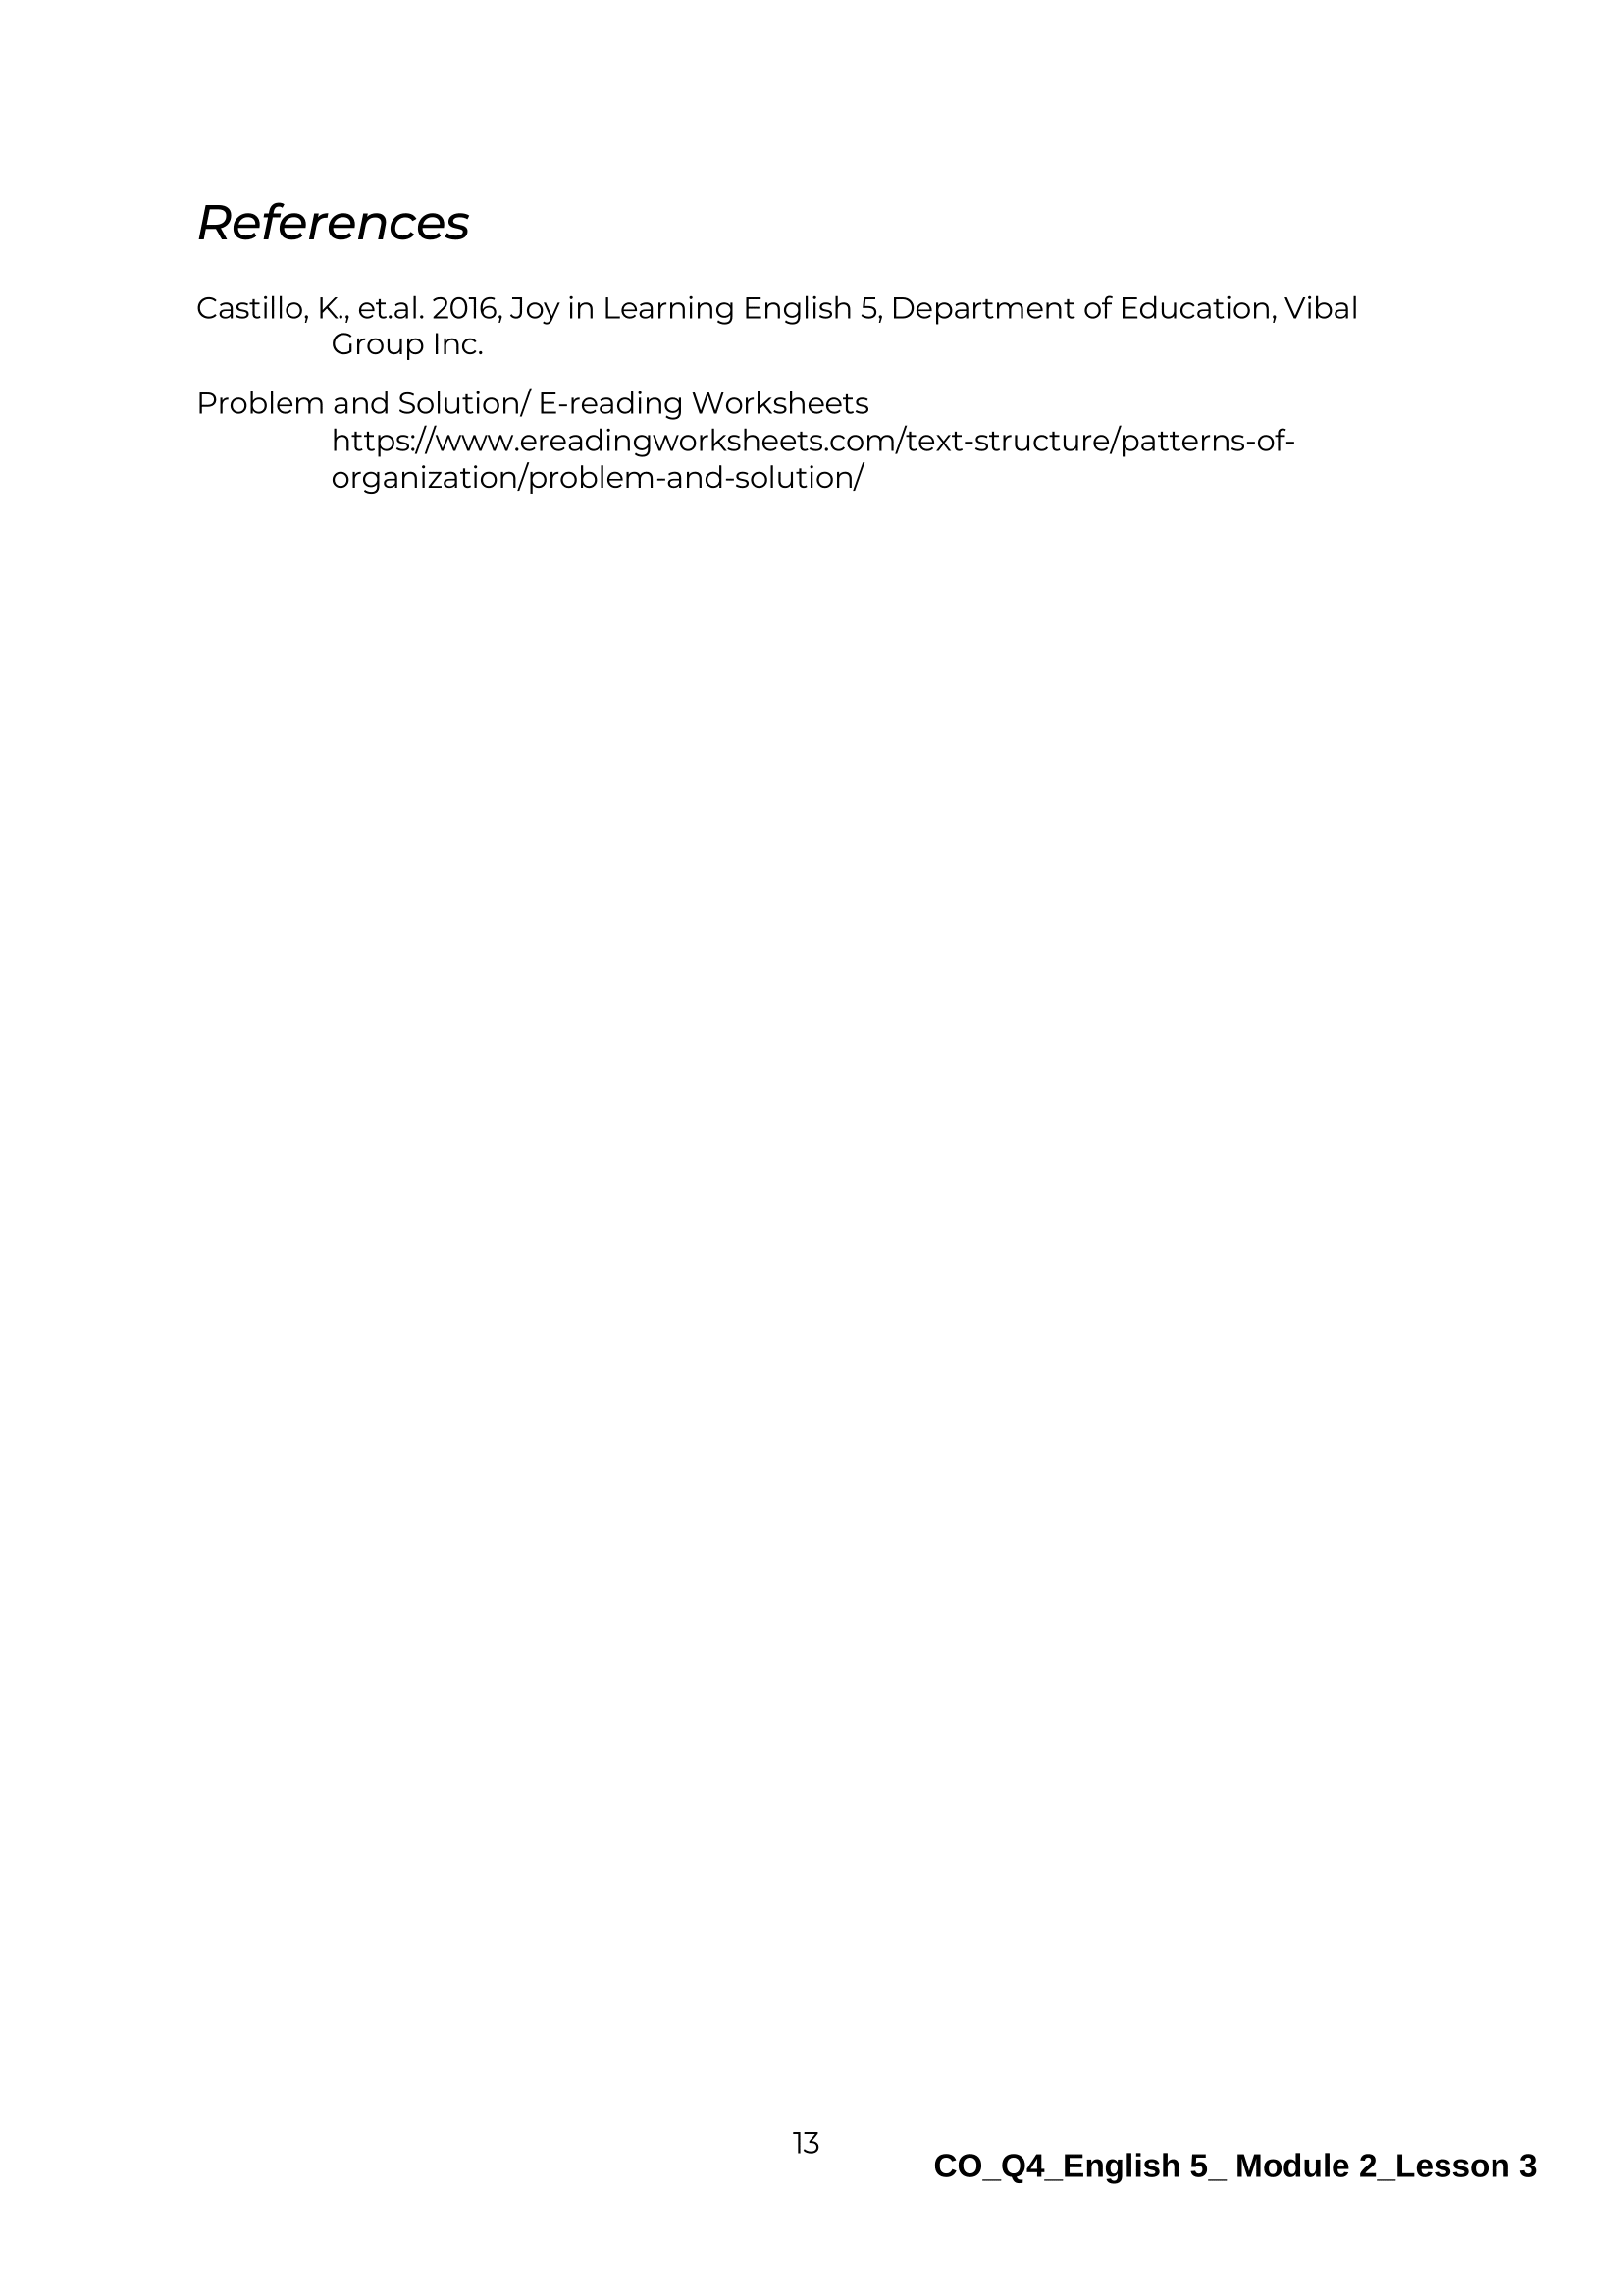 References
Castillo, K., et.al. 2016, Joy in Learning English 5, Department of Education, Vibal
Group Inc.
Problem and Solution/ E-reading Worksheets
https://www.ereadingworksheets.com/text-structure/patterns-of-
organization/problem-and-solution/
13
CO_Q4_English 5_ Module 2_Lesson 3